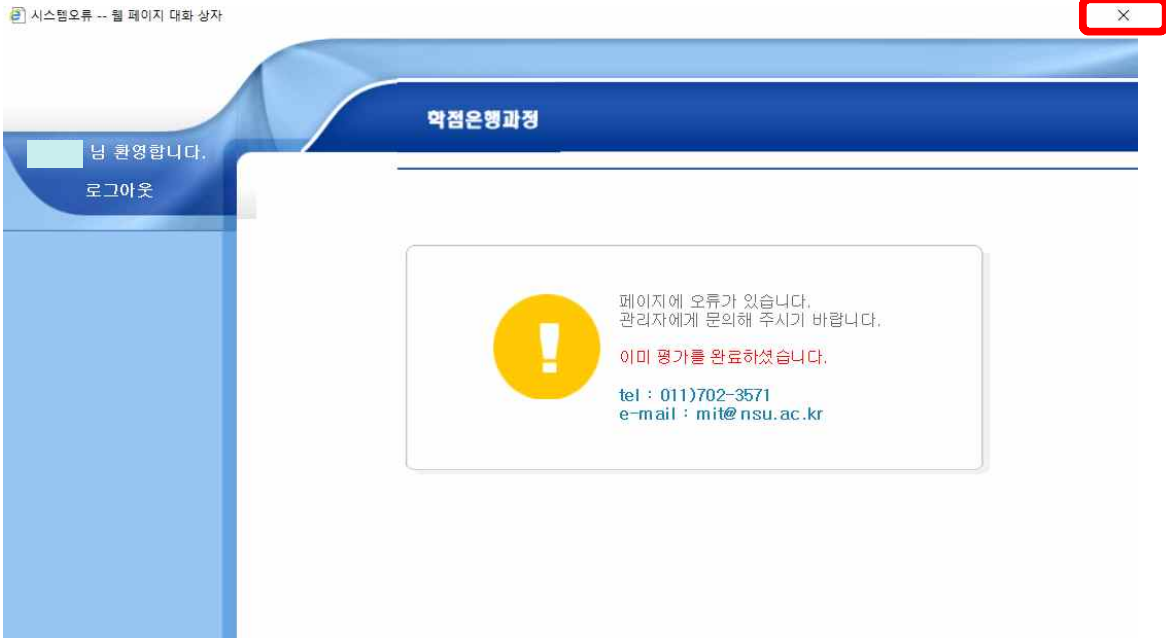 시스템오류 -- 웹 페이지 대화 상자
학점은행과정
님 환영합니다.
로그아웃
페이지에 오류가 있습니다.
관리자에게 문의해 주시기 바랍니다.
이미 평가를 완료하셨습니다.
tel : 011)702-3571
e-mail : mit@nsu.ac.kr